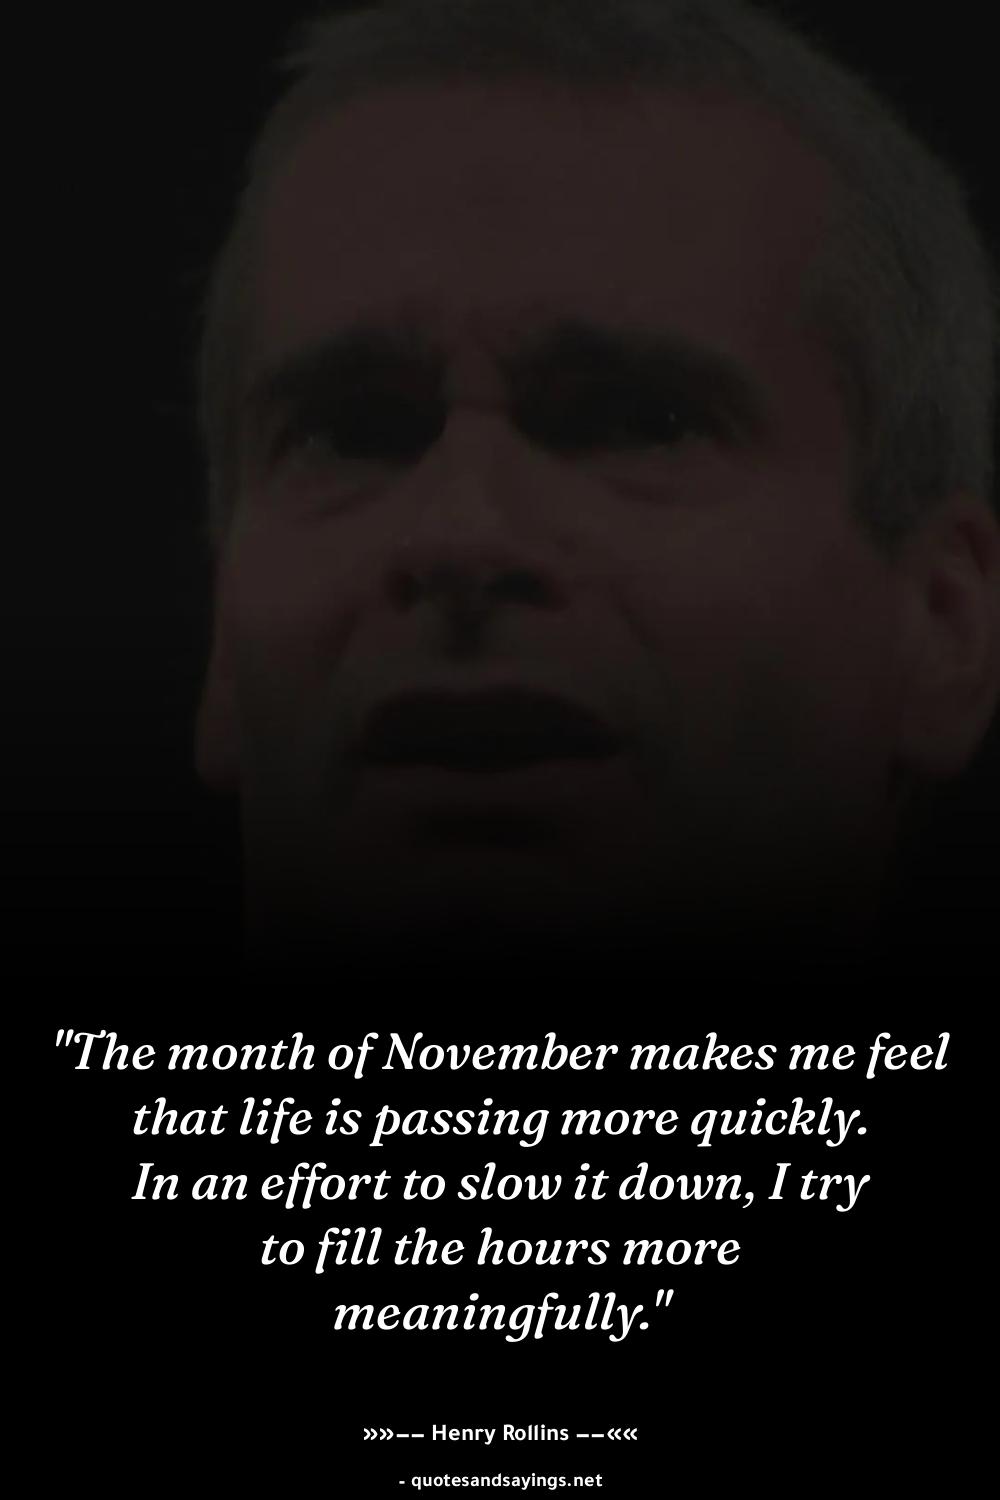 "The month of November makes me feel
that life is passing more quickly.
In an effort to slow it down, I try
to fill the hours more
meaningfully."
»»−− Henry Rollins −−««
- quotesandsayings.net